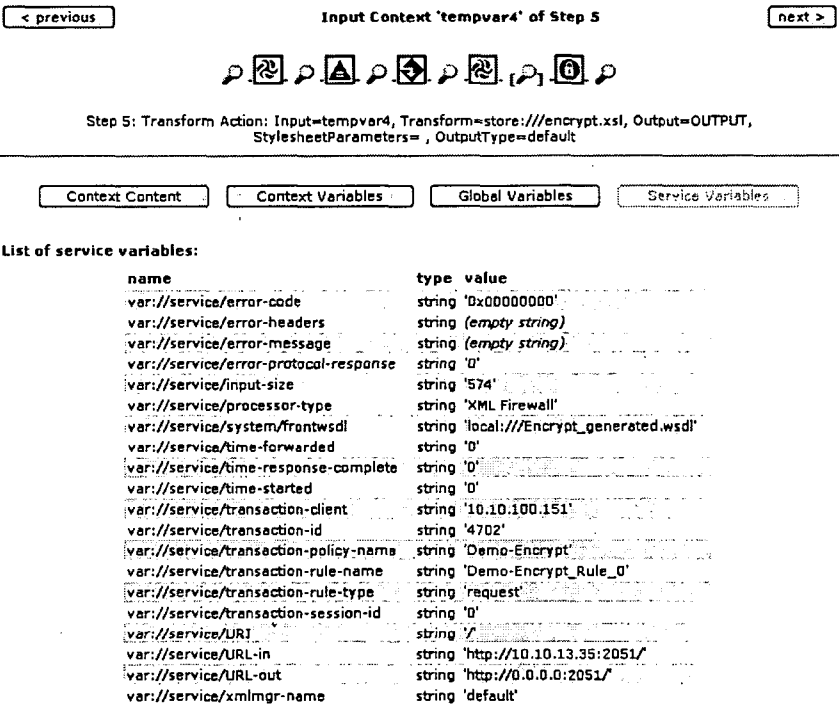 < previous
Input Context 'tempvar4' of Step 5
next >
[ ]
Step 5: Transform Action: Input=tempvar4, Transform=store:///encrypt.xsl, Output=OUTPUT,
StylesheetParameters= , OutputType=default
Context Content
Context Variables
Global Variables
Service Variables
List of service variables:
name type value
var://service/error-code string '0x00000000'
var://service/error-headers string (empty string)
var://service/error-message string (empty string)
var://service/error-protocol-response string '0'
var://service/input-size string '574'
var://service/processor-type string 'XML Firewall'
var://service/system/frontwsdl string 'local:///Encrypt_generated.wsdl'
var://service/time-forwarded string '0'
var://service/time-response-complete string '0'
var://service/time-started string '0'
var://service/transaction-client string '10.10.100.151'
var://service/transaction-id string '4702'
var://service/transaction-policy-name string 'Demo-Encrypt'
var://service/transaction-rule-name string 'Demo-Encrypt_Rule_0'
var://service/transaction-rule-type string 'request'
var://service/transaction-session-id string '0'
var://service/URI string '/'
var://service/URL-in string 'http://10.10.13.35:2051/'
var://service/URL-out string 'http://0.0.0.0:2051/'
var://service/xmlmgr-name string 'default'